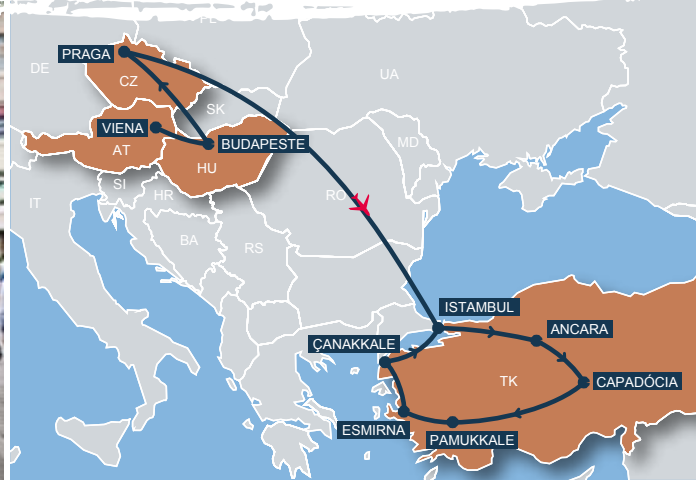 PL
DE
PRAGA
CZ
UA
SK
VIENA
BUDAPESTE
AT
MD
HU
SI
HR
RO
IT
BA
RS
ISTAMBUL
ANCARA
ÇANAKKALE
TK
CAPADÓCIA
ESMIRNA
PAMUKKALE